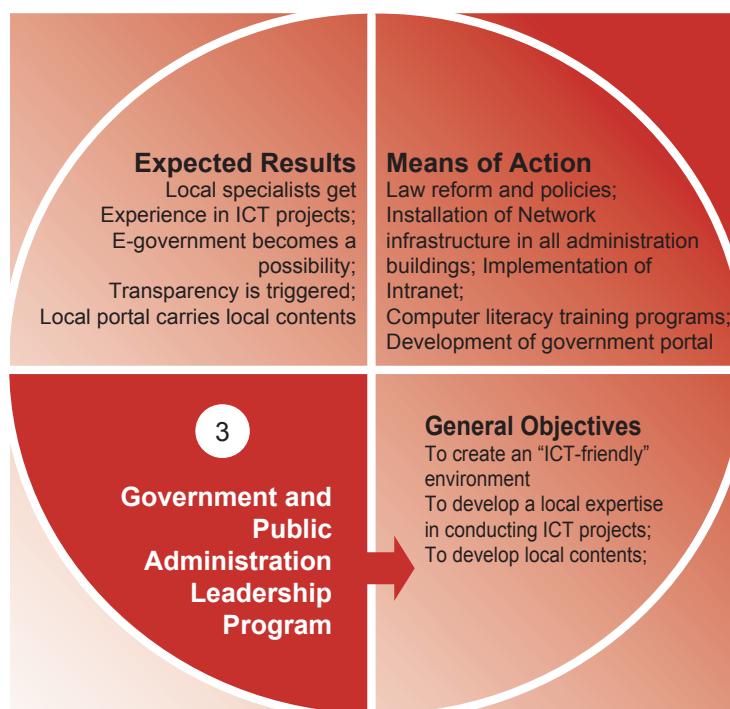 Expected Results
Local specialists get
Experience in ICT projects;
E-government becomes a
possibility;
Transparency is triggered;
Local portal carries local contents
Means of Action
Law reform and policies;
Installation of Network
infrastructure in all administration
buildings; Implementation of
Intranet;
Computer literacy training programs;
Development of government portal
3
Government and
Public
Administration
Leadership
Program
General Objectives
To create an “ICT-friendly”
environment
To develop a local expertise
in conducting ICT projects;
To develop local contents;